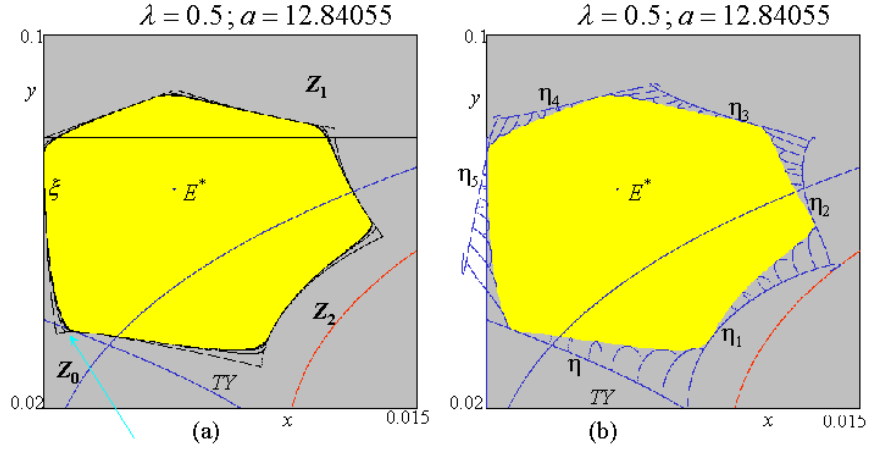 λ = 0.5 ; a = 12.84055
λ = 0.5 ; a = 12.84055
0.1
y
Z₁
ξ
E*
Z₂
Z₀
TY
0.02
x
0.015
(a)
0.1
y
η₄
η₃
η₅
E*
η₂
η₁
η
TY
0.02
x
0.015
(b)